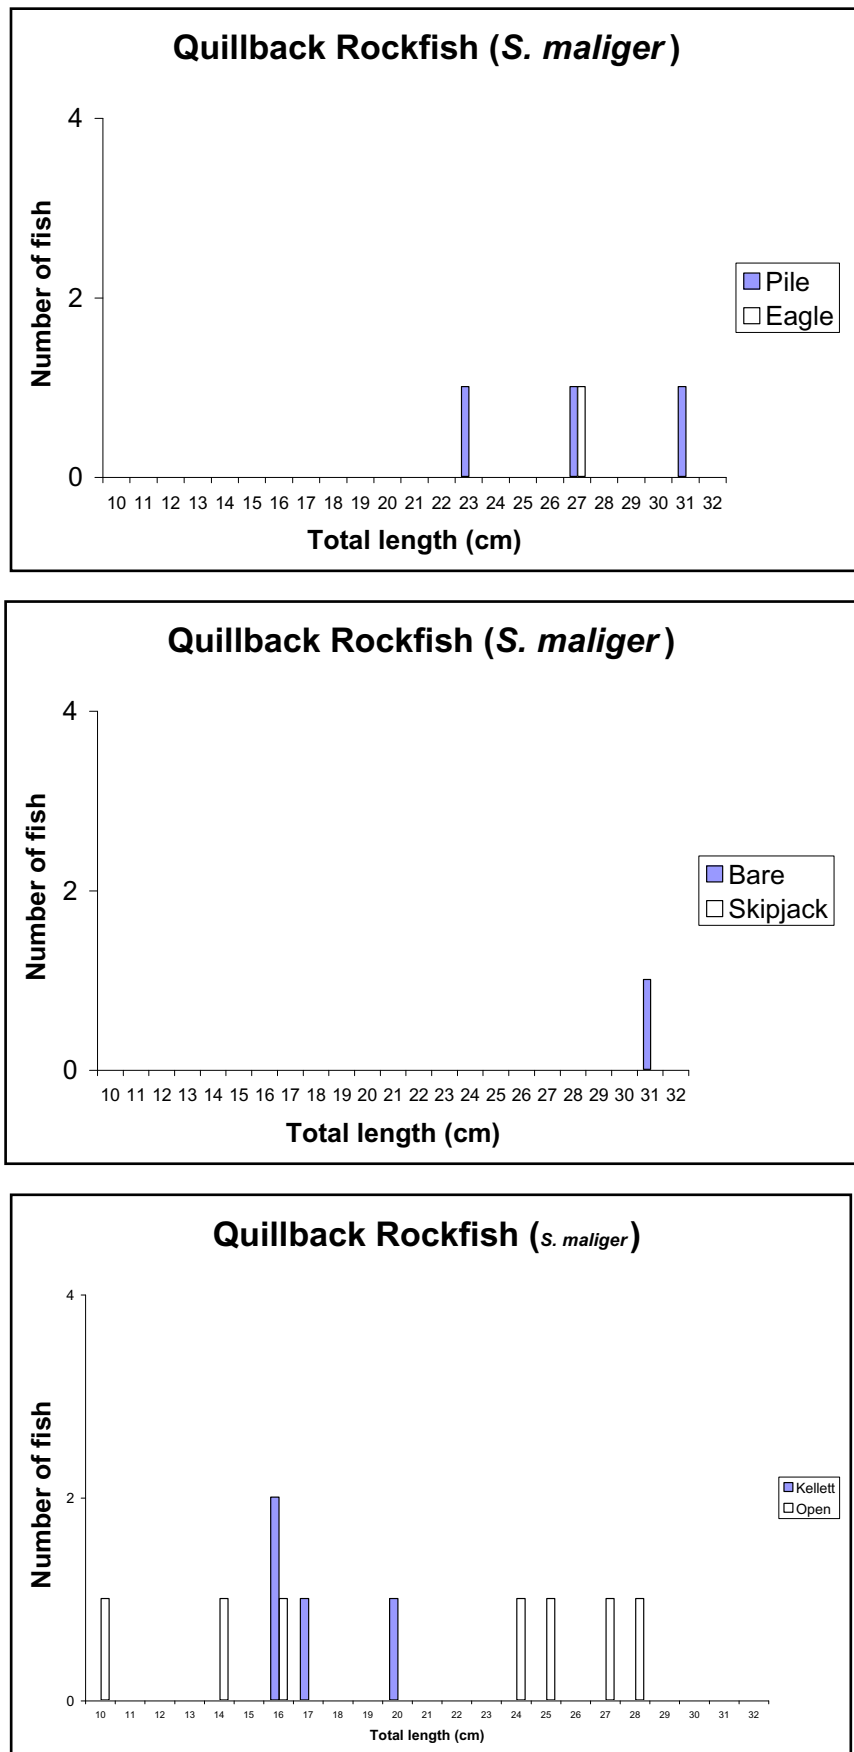 Quillback Rockfish (S. maliger)
Number of fish
4
2
0
10 11 12 13 14 15 16 17 18 19 20 21 22 23 24 25 26 27 28 29 30 31 32
Total length (cm)
Pile
Eagle
Quillback Rockfish (S. maliger)
Number of fish
4
2
0
10 11 12 13 14 15 16 17 18 19 20 21 22 23 24 25 26 27 28 29 30 31 32
Total length (cm)
Bare
Skipjack
Quillback Rockfish (S. maliger)
Number of fish
4
2
0
10 11 12 13 14 15 16 17 18 19 20 21 22 23 24 25 27 28 29 30 31 32
Total length (cm)
Kellett
Open